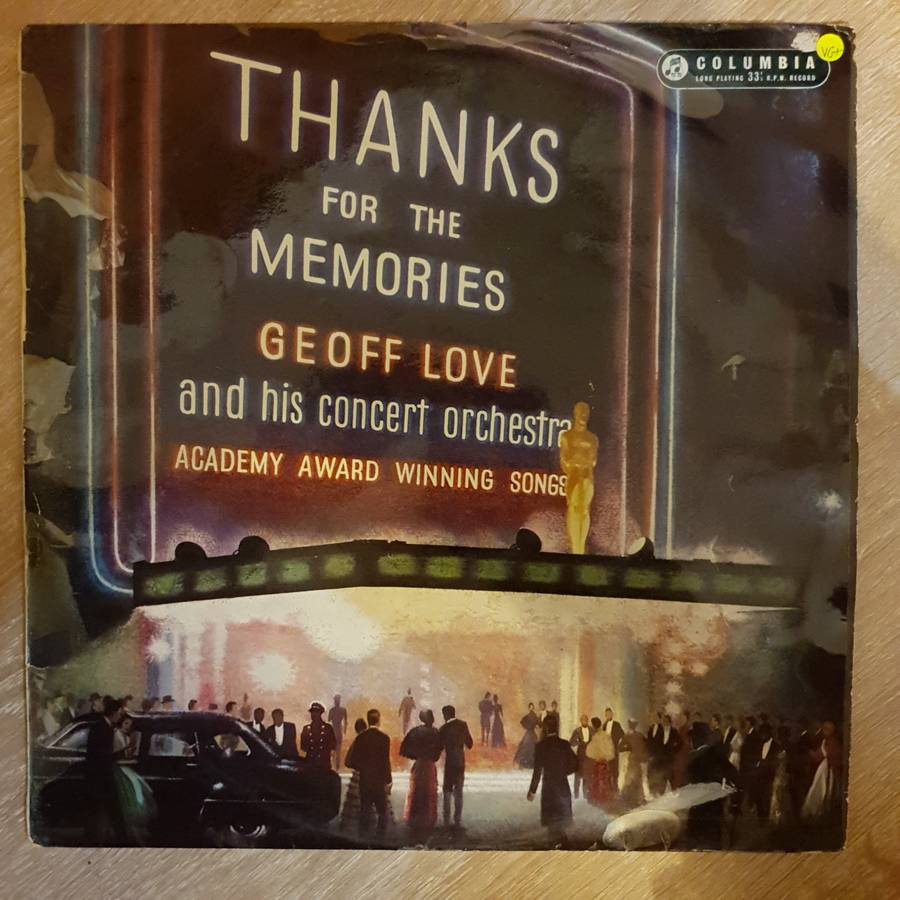 VG+
COLUMBIA
LONG PLAYING 33⅓ R.P.M. RECORD
THANKS
FOR THE
MEMORIES
GEOFF LOVE
and his concert orchestra
ACADEMY AWARD WINNING SONGS